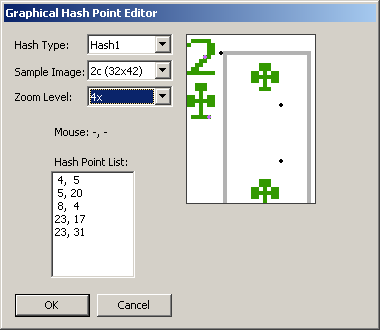 Graphical Hash Point Editor
Hash Type: Hash1
Sample Image: 2c (32x42)
Zoom Level: 4x
Mouse: -, -
Hash Point List:
4, 5
5, 20
8, 4
23, 17
23, 31
2
OK Cancel